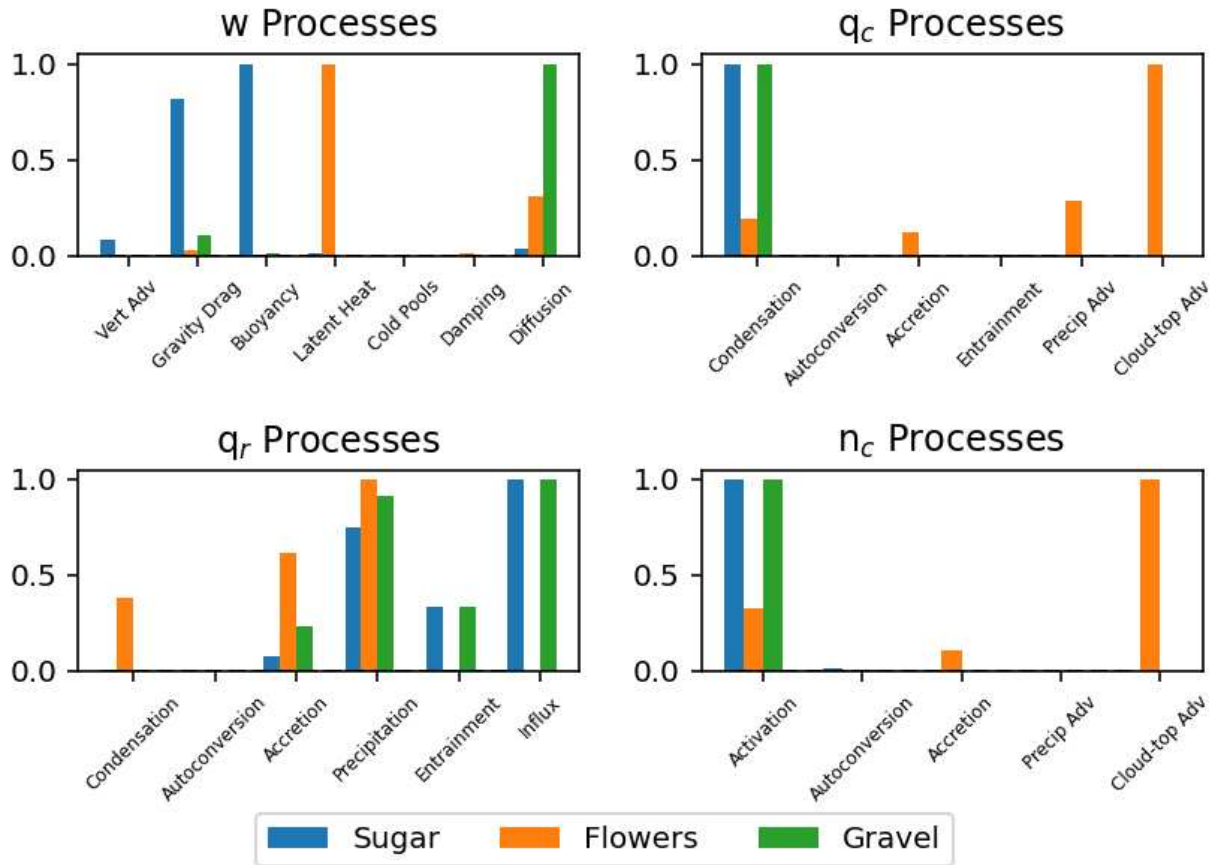 w Processes
1.0
0.5
0.0
Vert Adv
Gravity Drag
Buoyancy
Latent Heat
Cold Pools
Damping
Diffusion
q_c Processes
1.0
0.5
0.0
Condensation
Autoconversion
Accretion
Entrainment
Precip Adv
Cloud-top Adv
q_r Processes
1.0
0.5
0.0
Condensation
Autoconversion
Accretion
Precipitation
Entrainment
Influx
n_c Processes
1.0
0.5
0.0
Activation
Autoconversion
Accretion
Precip Adv
Cloud-top Adv
Sugar Flowers Gravel